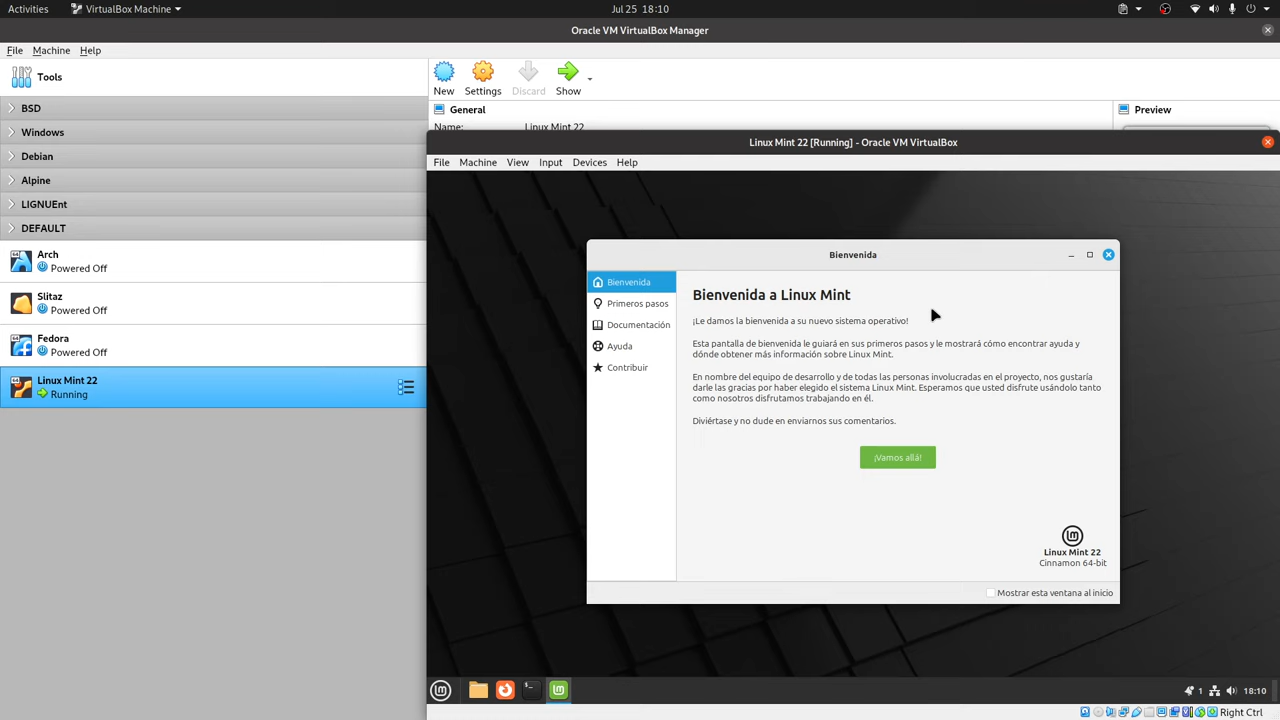 Activities
VirtualBox Machine
Jul 25 18:10
Oracle VM VirtualBox Manager
File Machine Help
Tools
New Settings Discard Show
BSD
Windows
Debian
Alpine
LIGNUEnt
DEFAULT
Arch
Powered Off
Slitaz
Powered Off
Fedora
Powered Off
Linux Mint 22
Running
General
Name: Linux Mint 22
Preview
Linux Mint 22 [Running] - Oracle VM VirtualBox
File Machine View Input Devices Help
Bienvenida
Bienvenida
Primeros pasos
Documentación
Ayuda
Contribuir
Bienvenida a Linux Mint
¡Le damos la bienvenida a su nuevo sistema operativo!
Esta pantalla de bienvenida le guiará en sus primeros pasos y le mostrará cómo encontrar ayuda y
dónde obtener más información sobre Linux Mint.
En nombre del equipo de desarrollo y de todas las personas involucradas en el proyecto, nos gustaría
darle las gracias por haber elegido el sistema Linux Mint. Esperamos que usted disfrute usándolo tanto
como nosotros disfrutamos trabajando en él.
Diviértase y no dude en enviarnos sus comentarios.
¡Vamos allá!
Linux Mint 22
Cinnamon 64-bit
Mostrar esta ventana al inicio
1
18:10
Right Ctrl